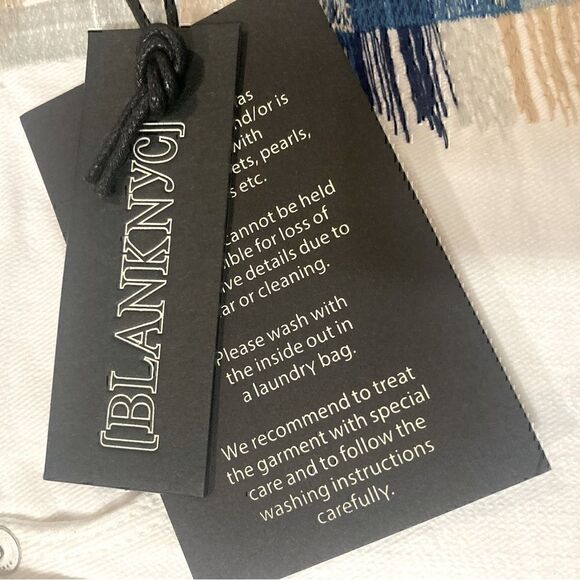 [BLANKNYC]
with
pearls,
etc.
cannot be held
for loss of
details due to
or cleaning.
Please wash with
the inside out in
a laundry bag.
We recommend to treat
the garment with special
care and to follow the
washing instructions
carefully.